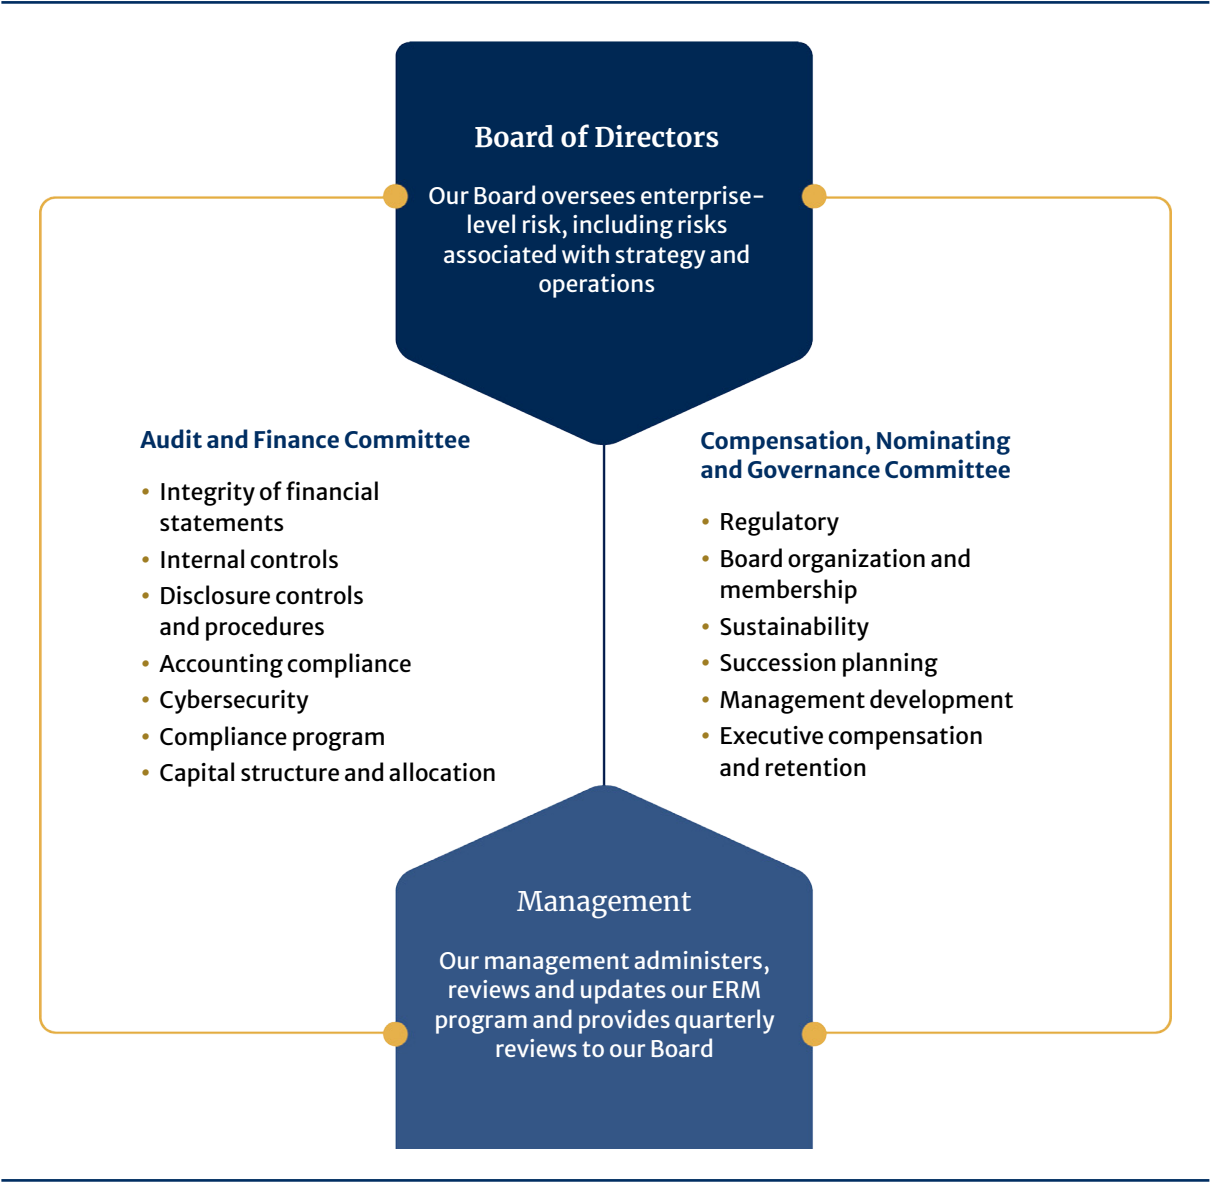 Board of Directors
Our Board oversees enterprise-
level risk, including risks
associated with strategy and
operations
Audit and Finance Committee
• Integrity of financial
statements
• Internal controls
• Disclosure controls
and procedures
• Accounting compliance
• Cybersecurity
• Compliance program
• Capital structure and allocation
Compensation, Nominating
and Governance Committee
• Regulatory
• Board organization and
membership
• Sustainability
• Succession planning
• Management development
• Executive compensation
and retention
Management
Our management administers,
reviews and updates our ERM
program and provides quarterly
reviews to our Board